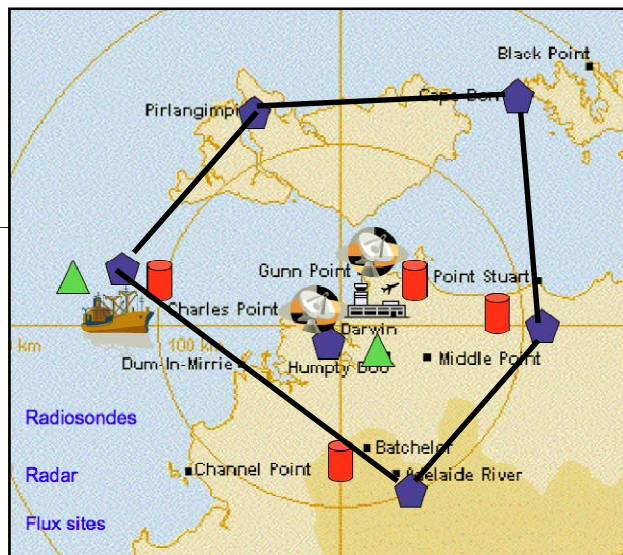 Black Point
Pirlangimpi
Cape Don
Gunn Point
Point Stuart
Charles Point
Darwin
km
100 km
Dum-In-Mirrie
Humpty Doo
Middle Point
Radiosondes
Batchelor
Radar
Channel Point
Adelaide River
Flux sites